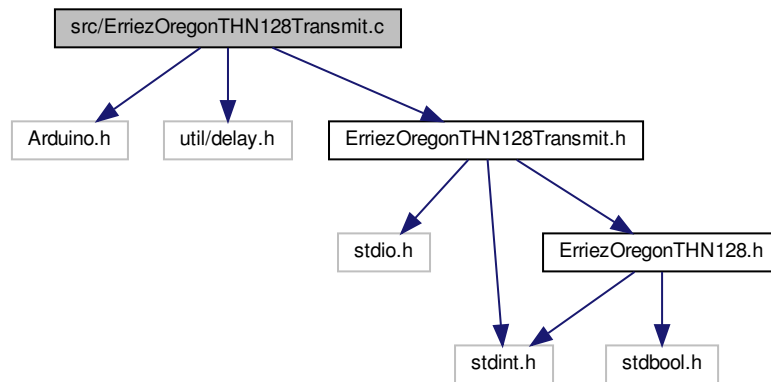 src/ErriezOregonTHN128Transmit.c
Arduino.h
util/delay.h
ErriezOregonTHN128Transmit.h
stdio.h
ErriezOregonTHN128.h
stdint.h
stdbool.h